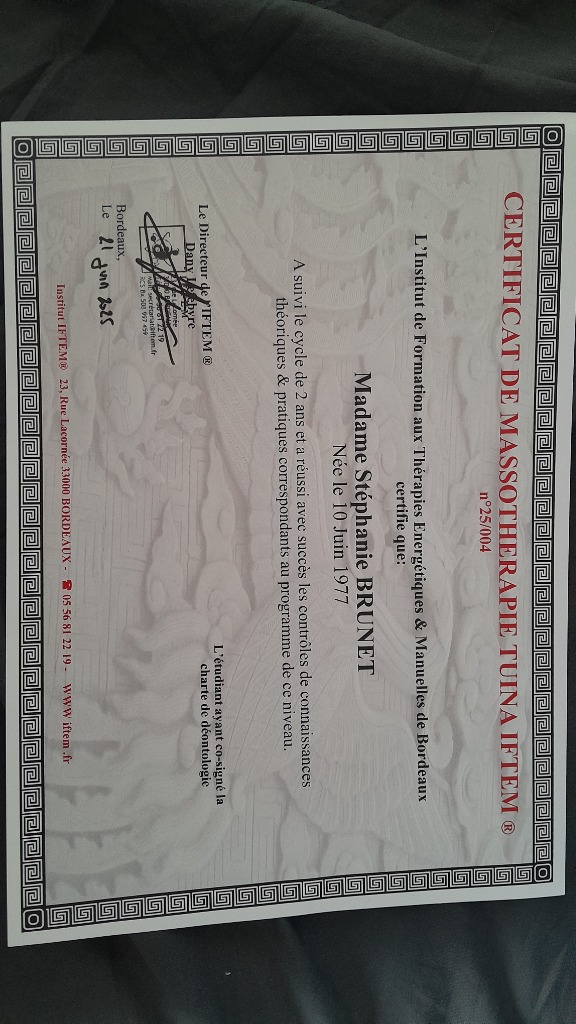 CERTIFICAT DE MASSOTHERAPIE TUINA IFTEM ®
n°25/004
L'Institut de Formation aux Thérapies Energétiques & Manuelles de Bordeaux
certifie que:
Madame Stéphanie BRUNET
Née le 10 Juin 1977
A suivi le cycle de 2 ans et a réussi avec succès les contrôles de connaissances
théoriques & pratiques correspondants au programme de ce niveau.
Le Directeur de l'IFTEM ®
Dany
L'étudiant ayant co-signé la
charte de déontologie
Bordeaux,
Le 21 Juin 2025
Institut IFTEM® 23, Rue Lacornée 33000 BORDEAUX - ☎ 05 56 81 22 19 - WWW iftem .fr